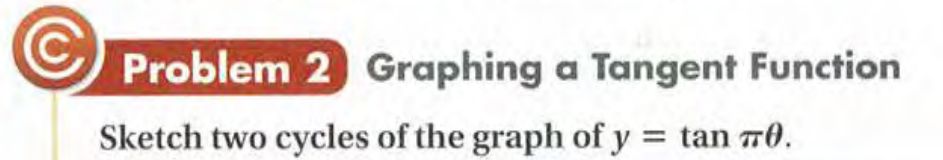 © Problem 2 Graphing a Tangent Function
Sketch two cycles of the graph of y = tan πθ.